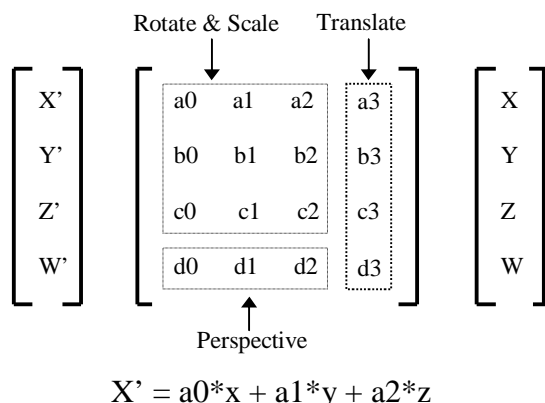 Rotate & Scale Translate
X’ a0 a1 a2 a3 X
Y’ b0 b1 b2 b3 Y
Z’ c0 c1 c2 c3 Z
W’ d0 d1 d2 d3 W
Perspective
X’ = a0*x + a1*y + a2*z